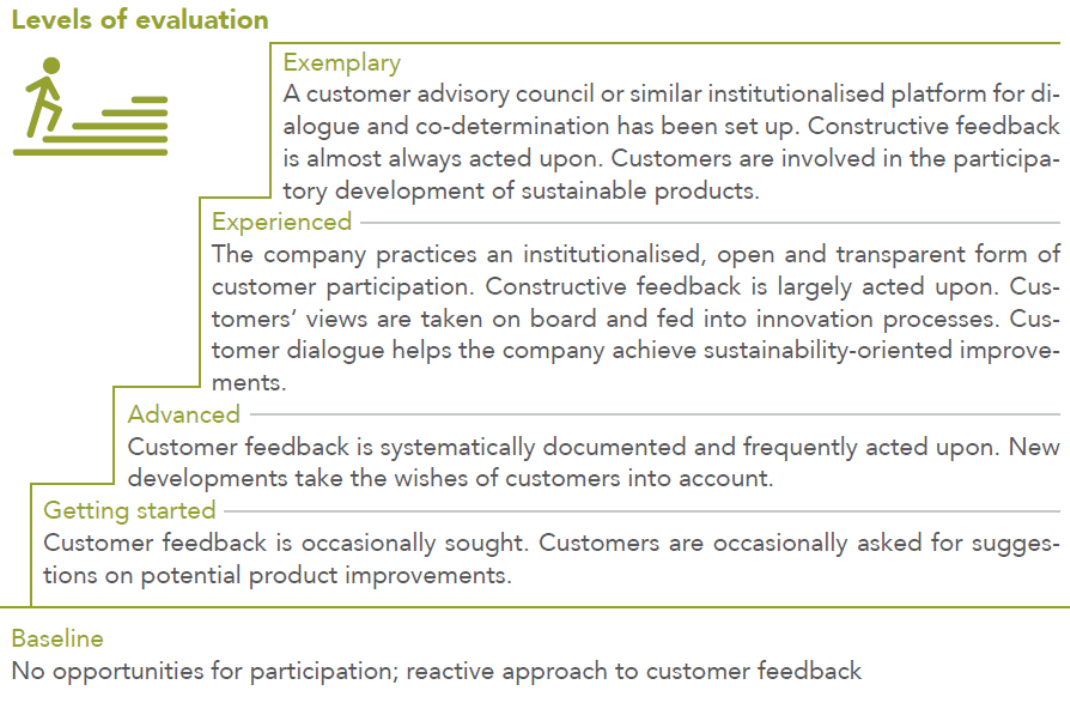 Levels of evaluation
Exemplary
A customer advisory council or similar institutionalised platform for di-
alogue and co-determination has been set up. Constructive feedback
is almost always acted upon. Customers are involved in the participa-
tory development of sustainable products.
Experienced
The company practices an institutionalised, open and transparent form of
customer participation. Constructive feedback is largely acted upon. Cus-
tomers’ views are taken on board and fed into innovation processes. Cus-
tomer dialogue helps the company achieve sustainability-oriented improve-
ments.
Advanced
Customer feedback is systematically documented and frequently acted upon. New
developments take the wishes of customers into account.
Getting started
Customer feedback is occasionally sought. Customers are occasionally asked for sugges-
tions on potential product improvements.
Baseline
No opportunities for participation; reactive approach to customer feedback